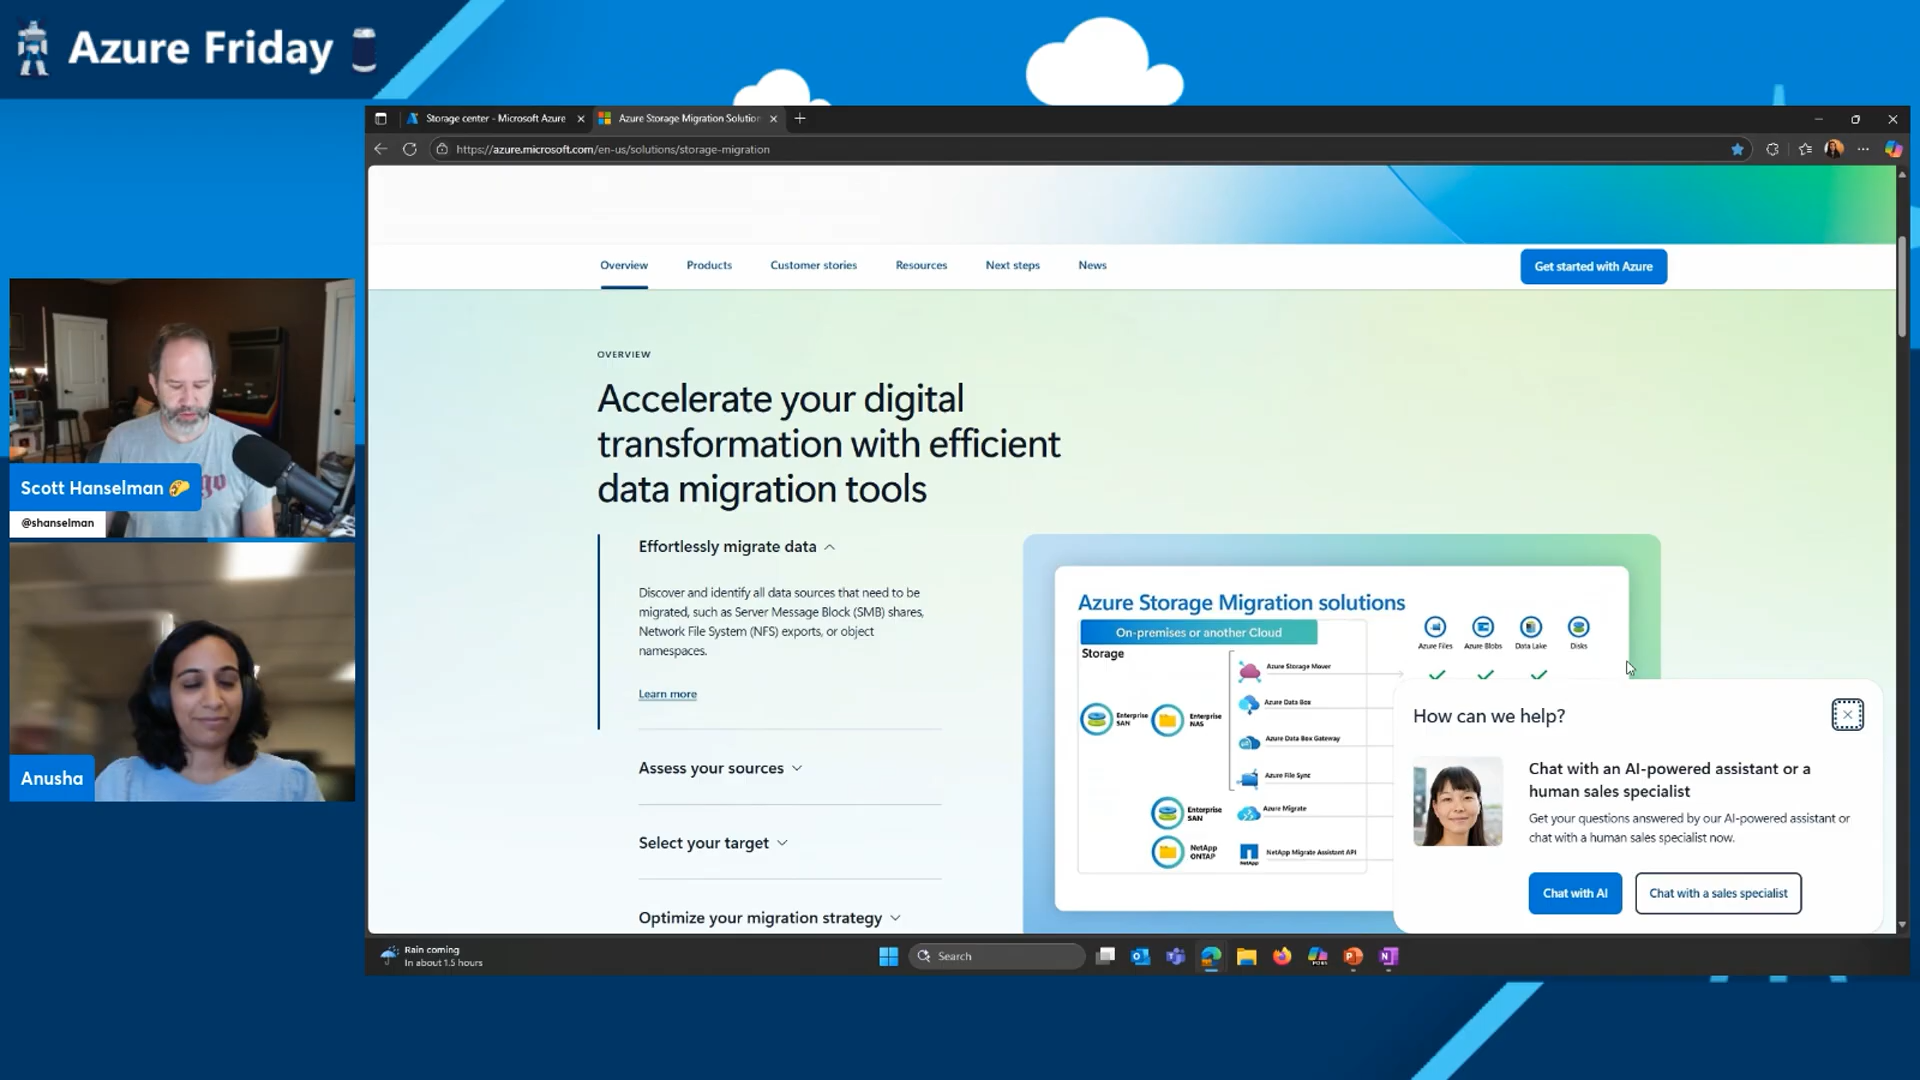 Azure Friday
Storage center - Microsoft Azure
Azure Storage Migration Solution
https://azure.microsoft.com/en-us/solutions/storage-migration
Overview
Products
Customer stories
Resources
Next steps
News
Get started with Azure
OVERVIEW
Accelerate your digital
transformation with efficient
data migration tools
Effortlessly migrate data
Discover and identify all data sources that need to be
migrated, such as Server Message Block (SMB) shares,
Network File System (NFS) exports, or object
namespaces.
Learn more
Assess your sources
Select your target
Optimize your migration strategy
Azure Storage Migration solutions
On-premises or another Cloud
Storage
Azure Files
Azure Blobs
Data Lake
Disks
Azure Storage Mover
Azure Data Box
Enterprise
SAN
Enterprise
NAS
Azure Data Box Gateway
Azure File Sync
Enterprise
SAN
Azure Migrate
NetApp
ONTAP
NetApp
NetApp Migrate Assistant API
How can we help?
Chat with an AI-powered assistant or a
human sales specialist
Get your questions answered by our AI-powered assistant or
chat with a human sales specialist now.
Chat with AI
Chat with a sales specialist
Scott Hanselman
@shanselman
go
Anusha
Rain coming
In about 1.5 hours
Search